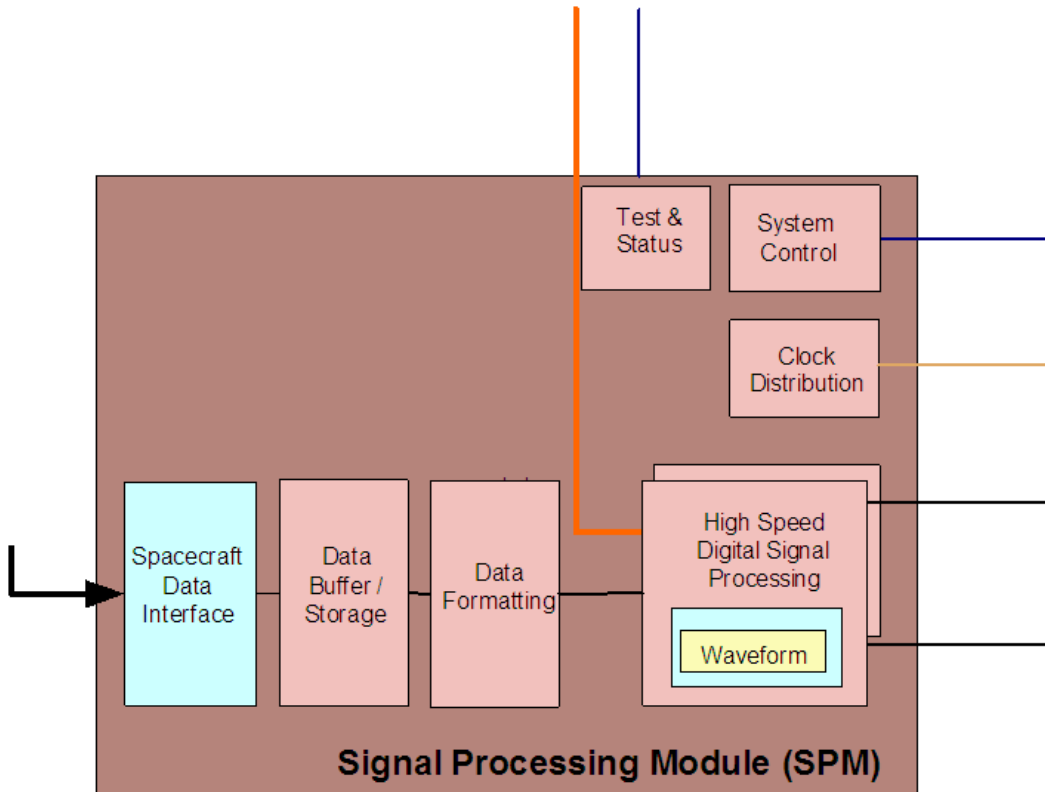 Test &
Status
System
Control
Clock
Distribution
Spacecraft
Data
Interface
Data
Buffer /
Storage
Data
Formatting
High Speed
Digital Signal
Processing
Waveform
Signal Processing Module (SPM)